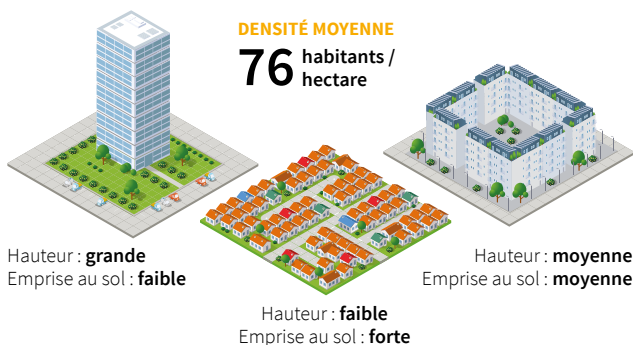 DENSITÉ MOYENNE
76 habitants /
hectare
Hauteur : grande
Emprise au sol : faible
Hauteur : faible
Emprise au sol : forte
Hauteur : moyenne
Emprise au sol : moyenne